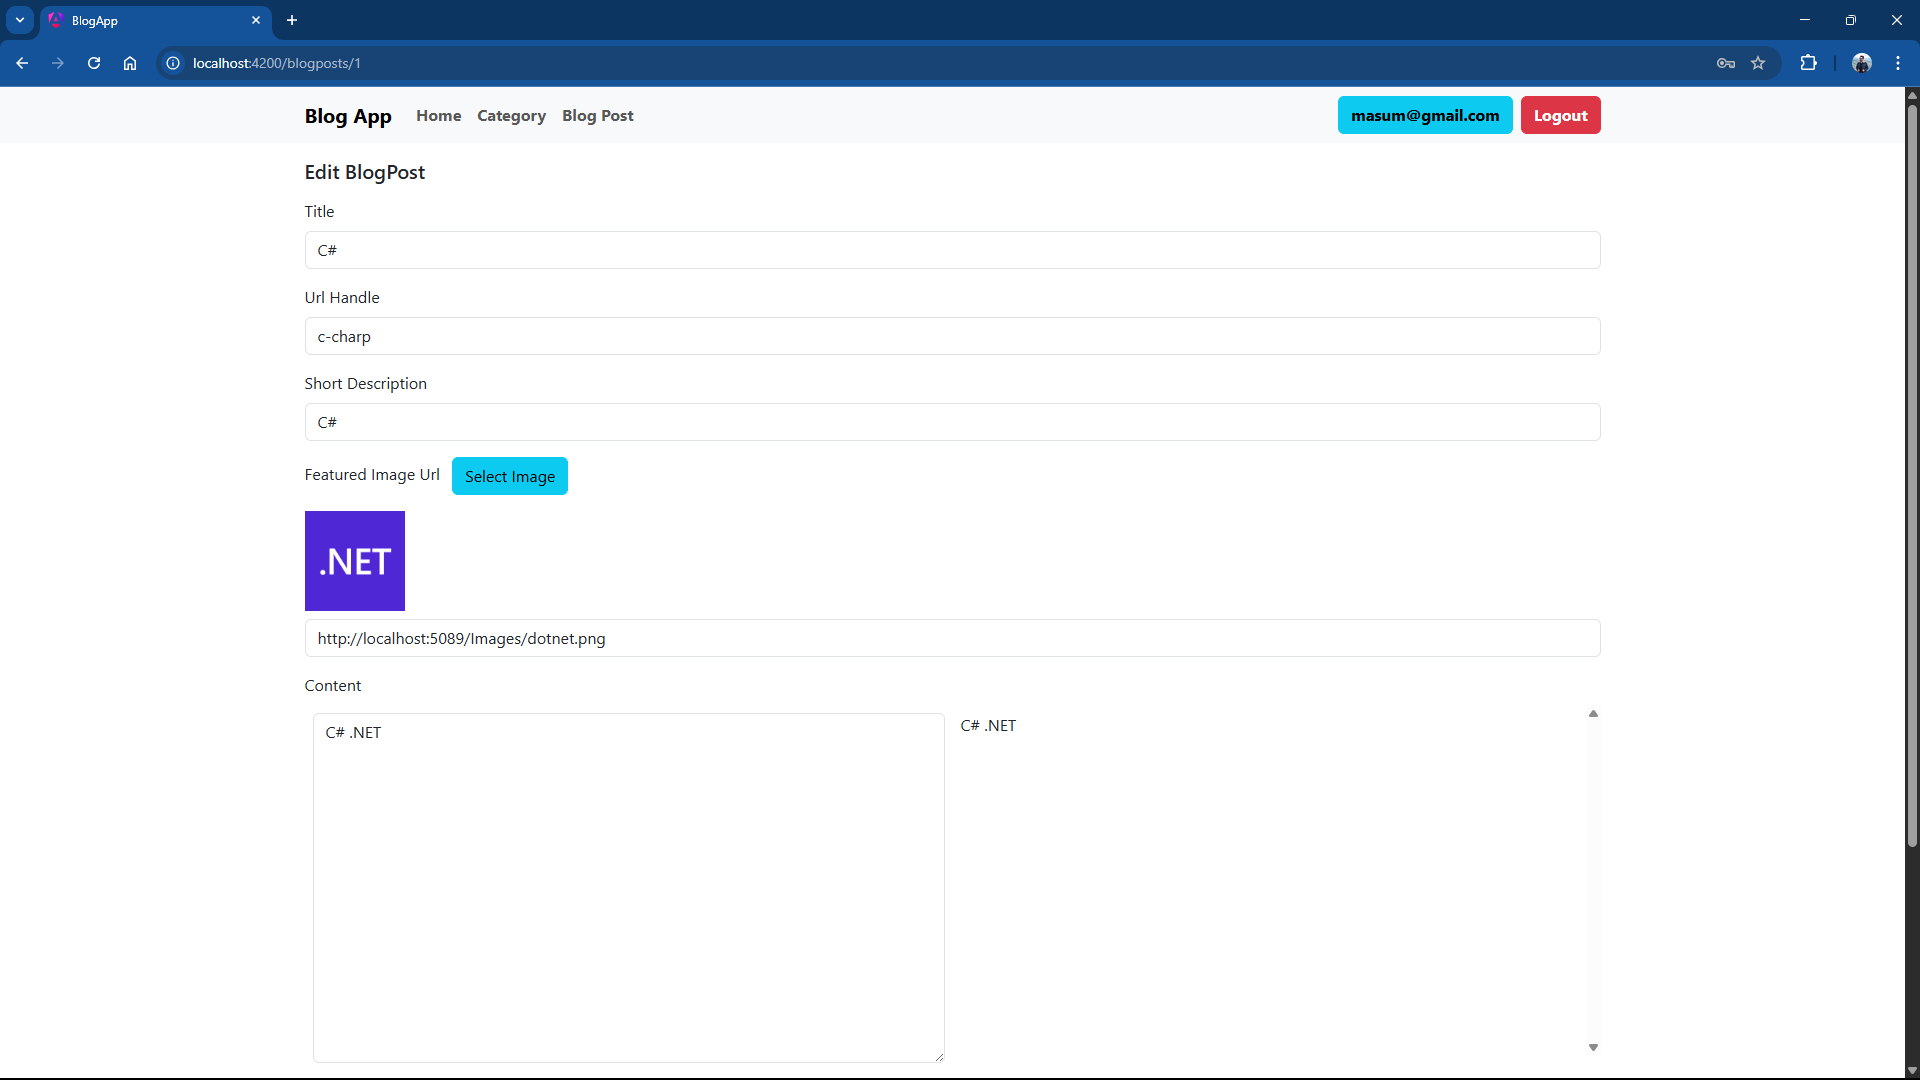 BlogApp
localhost:4200/blogposts/1
Blog App Home Category Blog Post masum@gmail.com Logout
Edit BlogPost
Title
C#
Url Handle
c-charp
Short Description
C#
Featured Image Url Select Image
.NET
http://localhost:5089/Images/dotnet.png
Content
C# .NET C# .NET